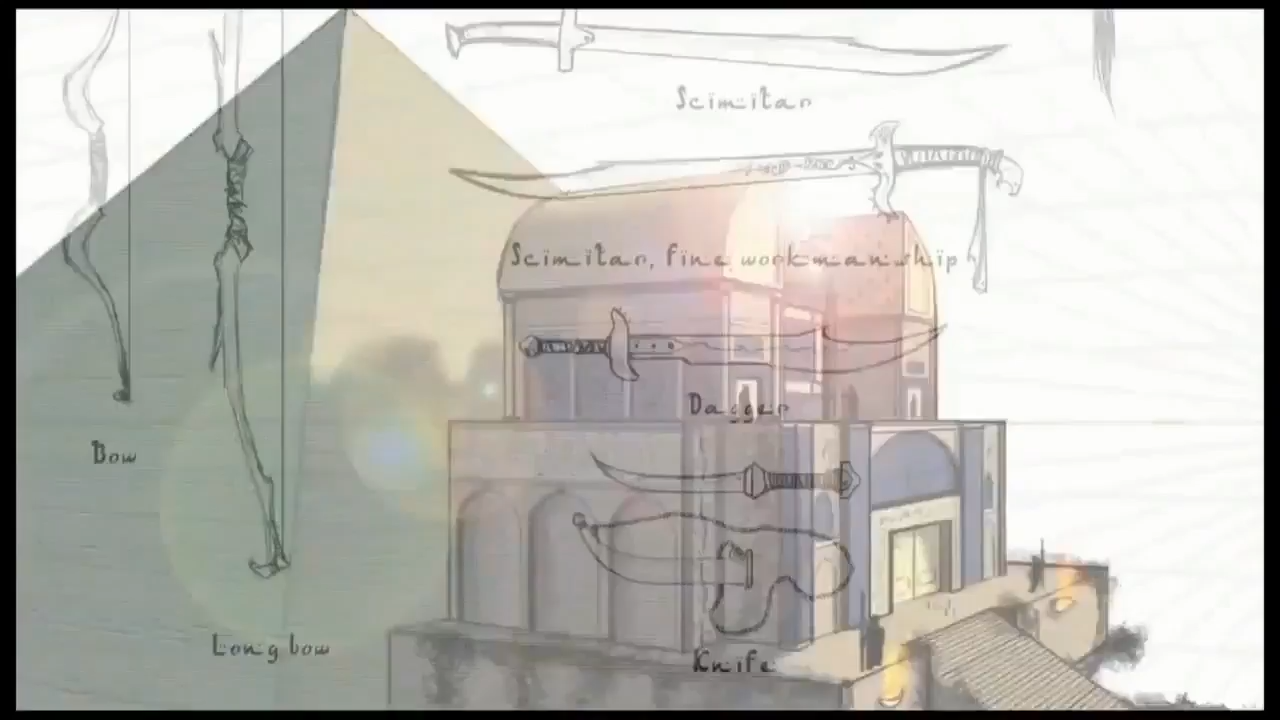 Scimitar
Scimitar, fine workmanship
Dagger
Bow
Long bow
Knife